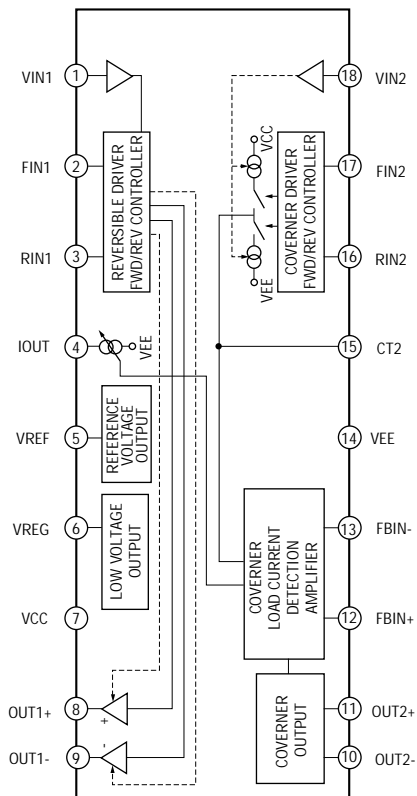 VIN1
1
FIN1
2
RIN1
3
IOUT
4
VREF
5
VREG
6
VCC
7
OUT1+
8
OUT1-
9
REVERSIBLE DRIVER
FWD/REV CONTROLLER
VEE
REFERENCE
VOLTAGE
OUTPUT
LOW VOLTAGE
OUTPUT
+
-
VCC
VEE
COVERNER DRIVER
FWD/REV CONTROLLER
COVERNER
LOAD CURRENT
DETECTION
AMPLIFIER
COVERNER
OUTPUT
18
VIN2
17
FIN2
16
RIN2
15
CT2
14
VEE
13
FBIN-
12
FBIN+
11
OUT2+
10
OUT2-